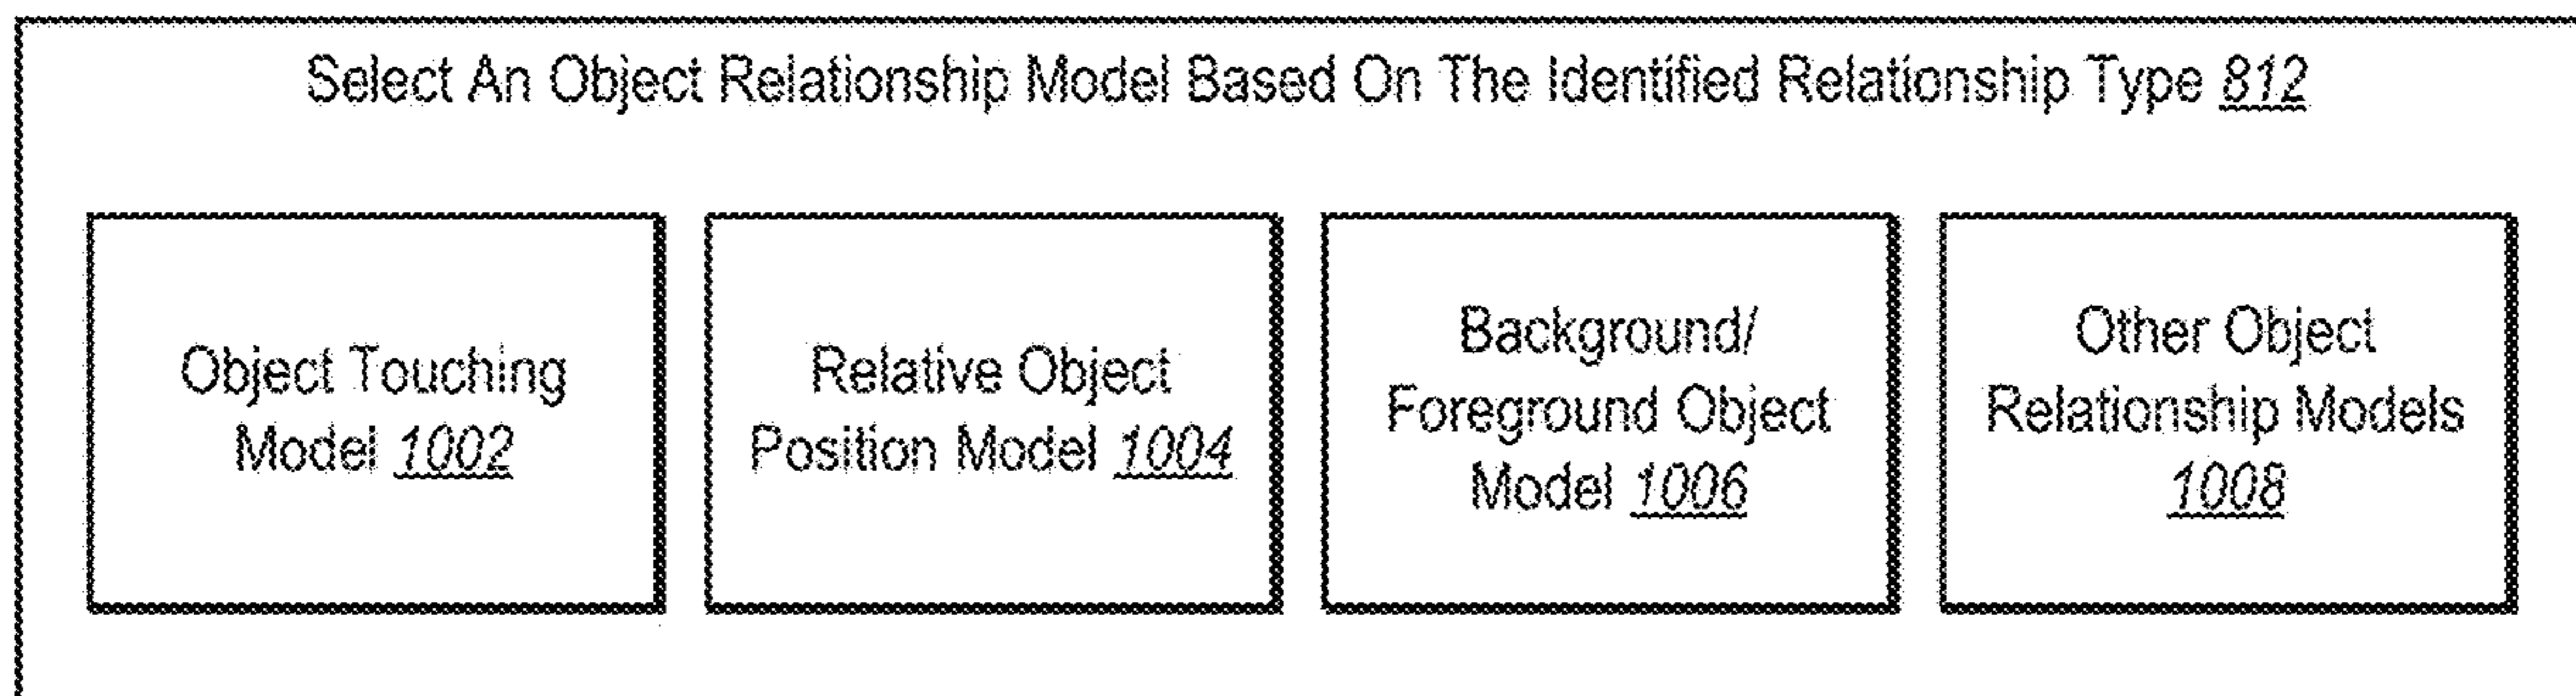 Select An Object Relationship Model Based On The Identified Relationship Type 812
Object Touching
Model 1002
Relative Object
Position Model 1004
Background/
Foreground Object
Model 1006
Other Object
Relationship Models
1008